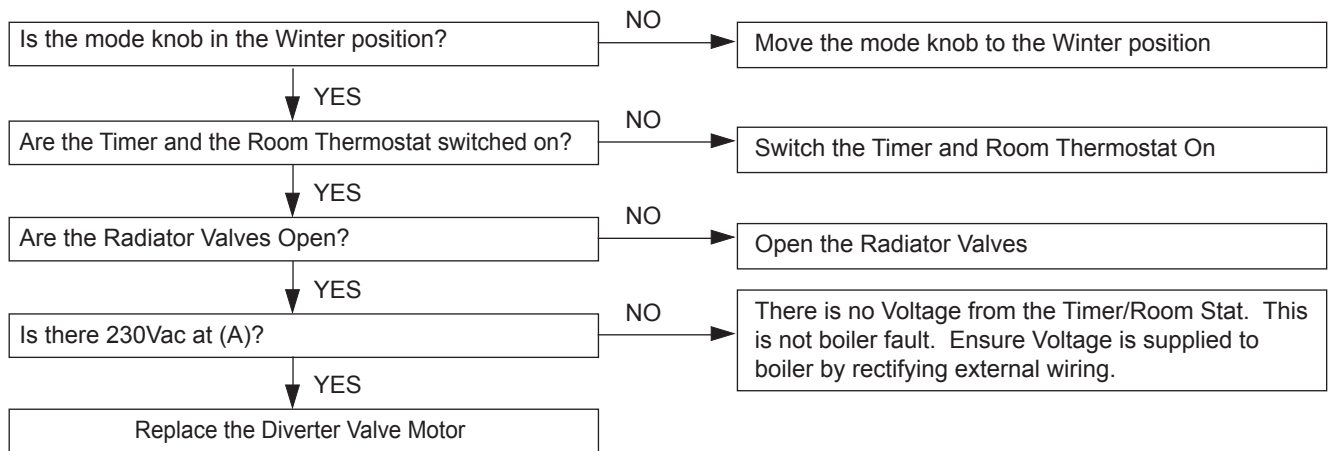 Is the mode knob in the Winter position?
NO
Move the mode knob to the Winter position
YES
Are the Timer and the Room Thermostat switched on?
NO
Switch the Timer and Room Thermostat On
YES
Are the Radiator Valves Open?
NO
Open the Radiator Valves
YES
Is there 230Vac at (A)?
NO
There is no Voltage from the Timer/Room Stat.  This
is not boiler fault.  Ensure Voltage is supplied to
boiler by rectifying external wiring.
YES
Replace the Diverter Valve Motor